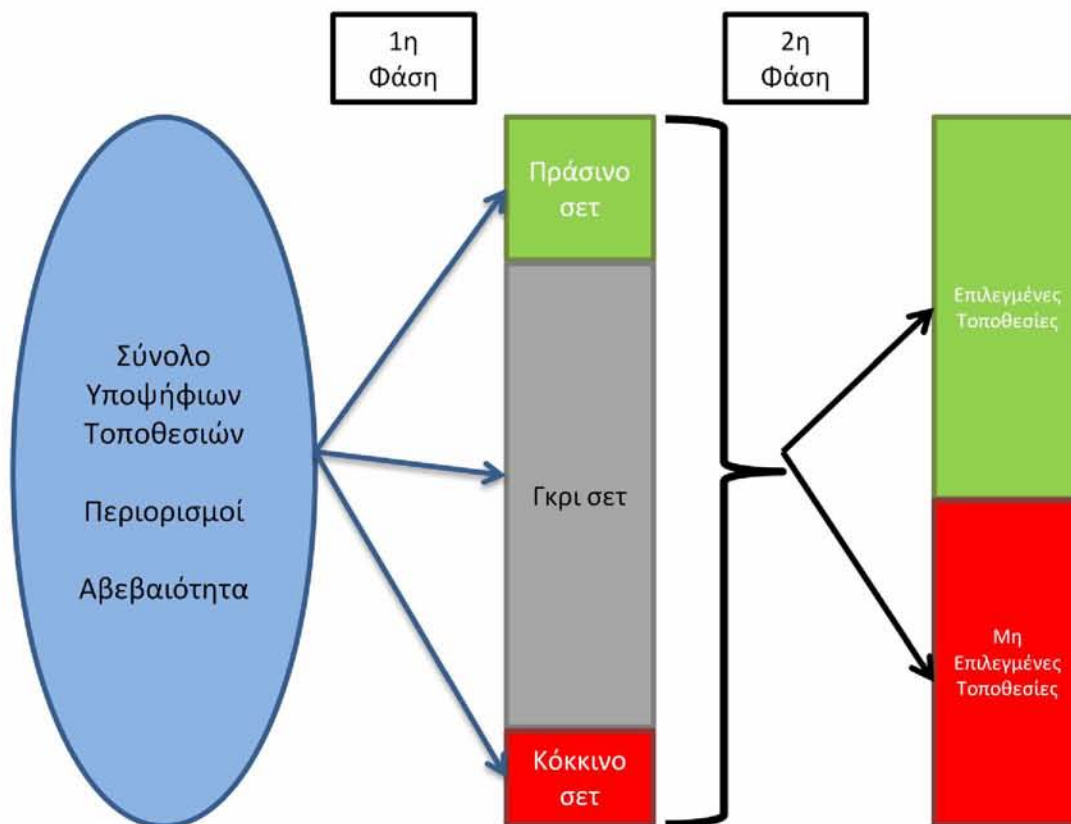 1η
Φάση
2η
Φάση
Σύνολο
Υποψήφιων
Τοποθεσιών
Περιορισμοί
Αβεβαιότητα
Πράσινο
σετ
Γκρι σετ
Κόκκινο
σετ
Επιλεγμένες
Τοποθεσίες
Μη
Επιλεγμένες
Τοποθεσίες